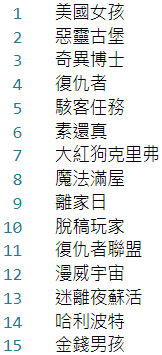 1 美國女孩
2 惡靈古堡
3 奇異博士
4 復仇者
5 駭客任務
6 素還真
7 大紅狗克里弗
8 魔法滿屋
9 離家日
10 脫稿玩家
11 復仇者聯盟
12 漫威宇宙
13 迷離夜蘇活
14 哈利波特
15 金錢男孩